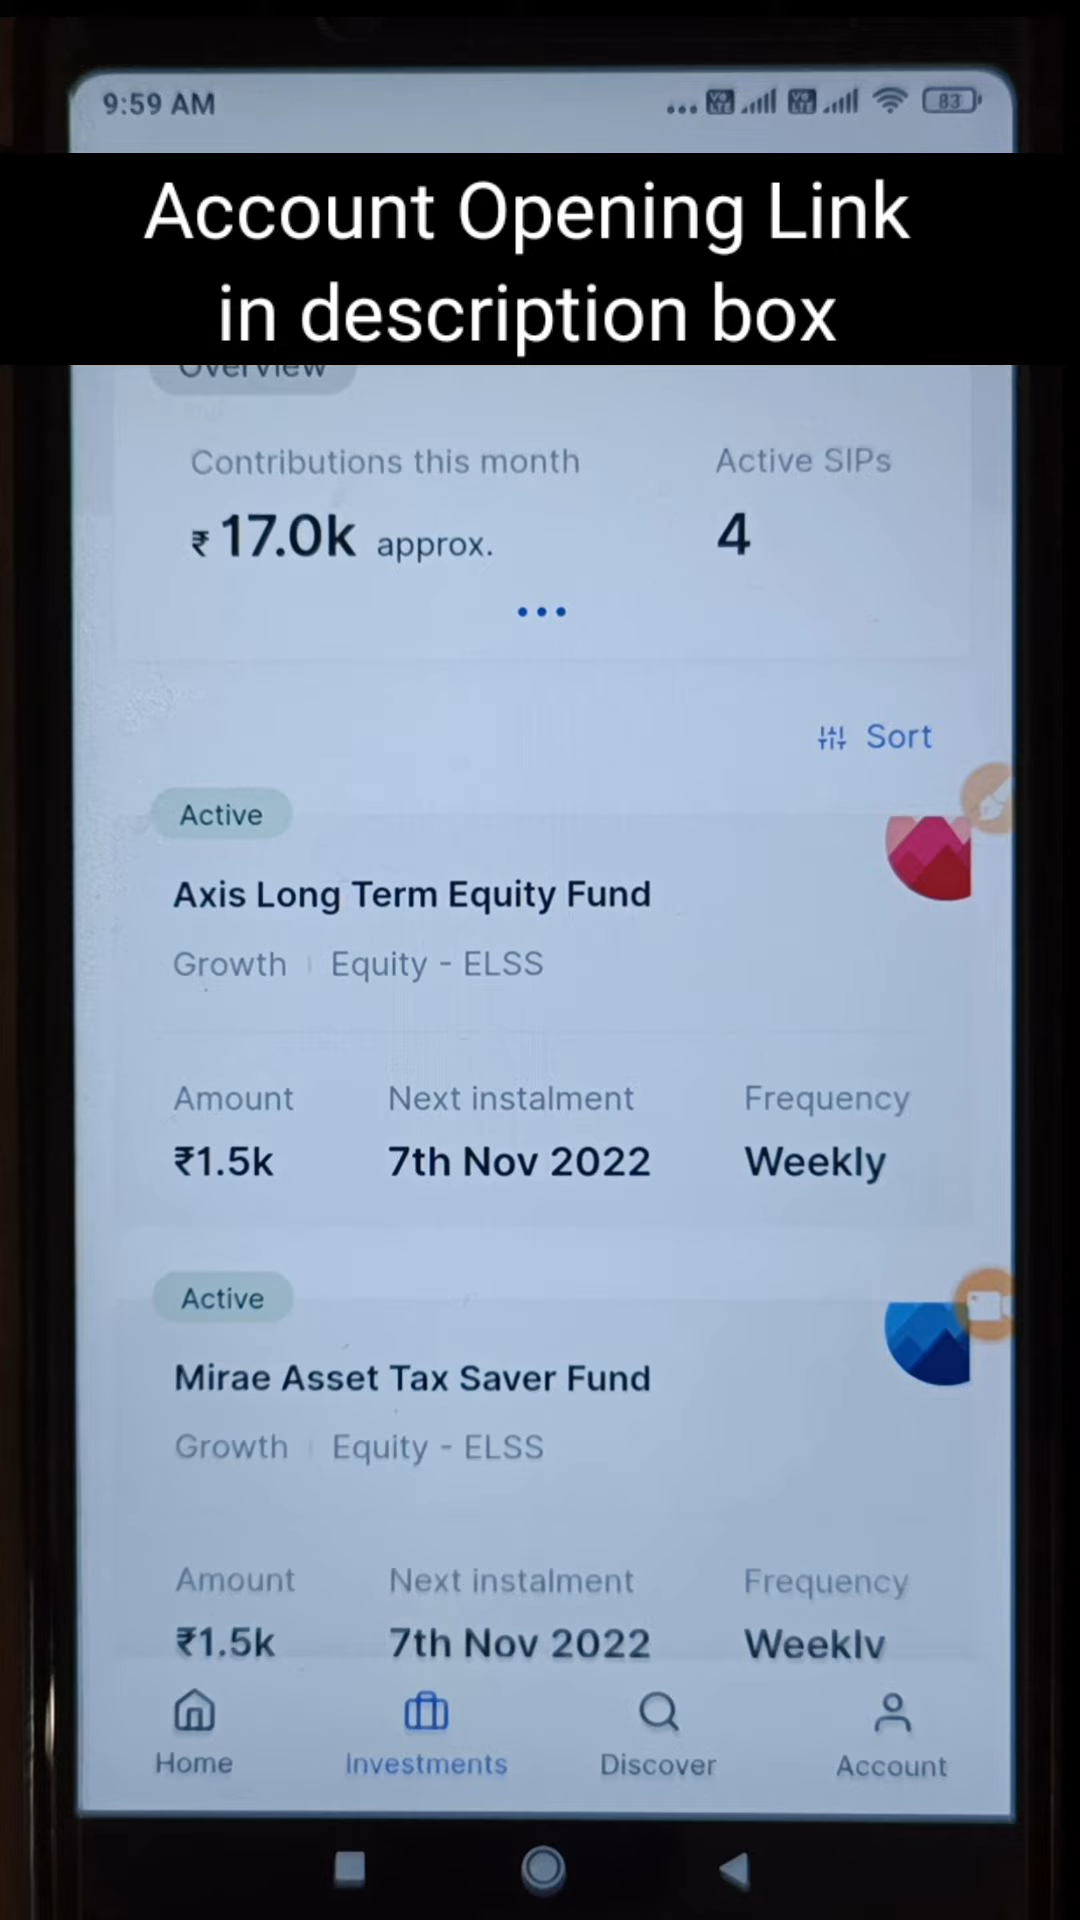 9:59 AM
83
Account Opening Link
in description box
Overview
Contributions this month
Active SIPs
₹ 17.0k approx.
4
Sort
Active
Axis Long Term Equity Fund
Growth Equity - ELSS
Amount Next instalment Frequency
₹1.5k 7th Nov 2022 Weekly
Active
Mirae Asset Tax Saver Fund
Growth Equity - ELSS
Amount Next instalment Frequency
₹1.5k 7th Nov 2022 Weekly
Home Investments Discover Account